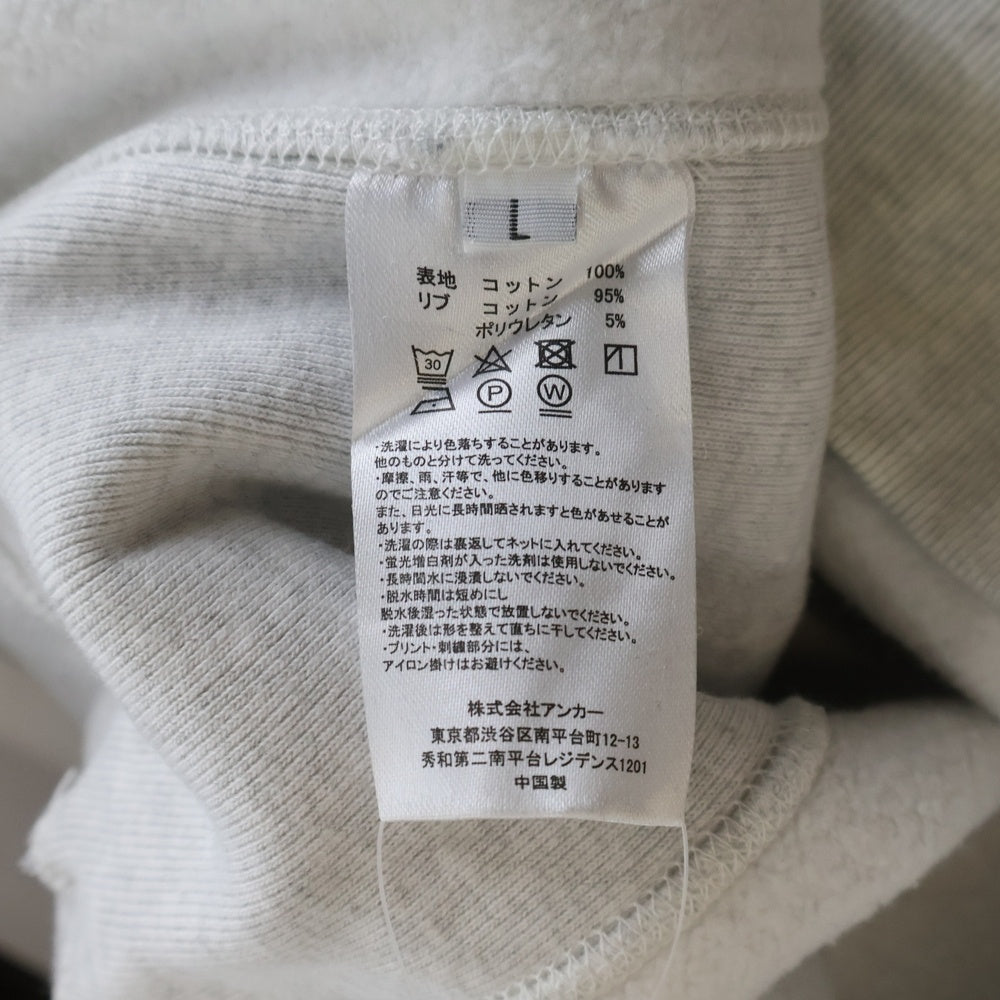 L
表地 コットン 100%
リブ コットン 95%
ポリウレタン 5%
30
P W
・洗濯により色落ちすることがあります。
他のものと分けて洗ってください。
・摩擦、雨、汗等で、他に色移りすることがあります
のでご注意ください。
また、日光に長時間晒されますと色があせることが
あります。
・洗濯の際は裏返してネットに入れてください。
・蛍光増白剤が入った洗剤は使用しないでください。
・長時間水に浸漬しないでください。
・脱水時間は短めにし
脱水後湿った状態で放置しないでください。
・洗濯後は形を整えて直ちに干してください。
・プリント・刺繍部分には、
アイロン掛けはお避けください。
株式会社アンカー
東京都渋谷区南平台町12-13
秀和第二南平台レジデンス1201
中国製